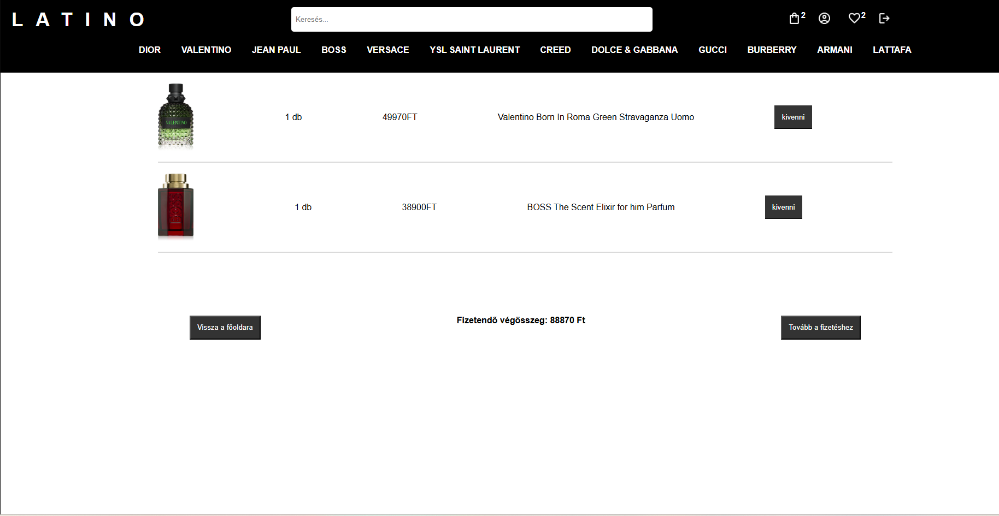 L A T I N O
Keresés...
2
2
DIOR VALENTINO JEAN PAUL BOSS VERSACE YSL SAINT LAURENT CREED DOLCE & GABBANA GUCCI BURBERRY ARMANI LATTAFA
VALENTINO
1 db 49970FT Valentino Born In Roma Green Stravaganza Uomo kivenni
1 db 38900FT BOSS The Scent Elixir for him Parfum kivenni
Vissza a főoldara Fizetendő végösszeg: 88870 Ft Tovább a fizetéshez